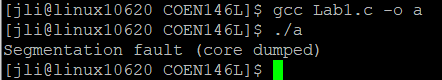 [jli@linux10620 COEN146L]$ gcc Lab1.c -o a
[jli@linux10620 COEN146L]$ ./a
Segmentation fault (core dumped)
[jli@linux10620 COEN146L]$